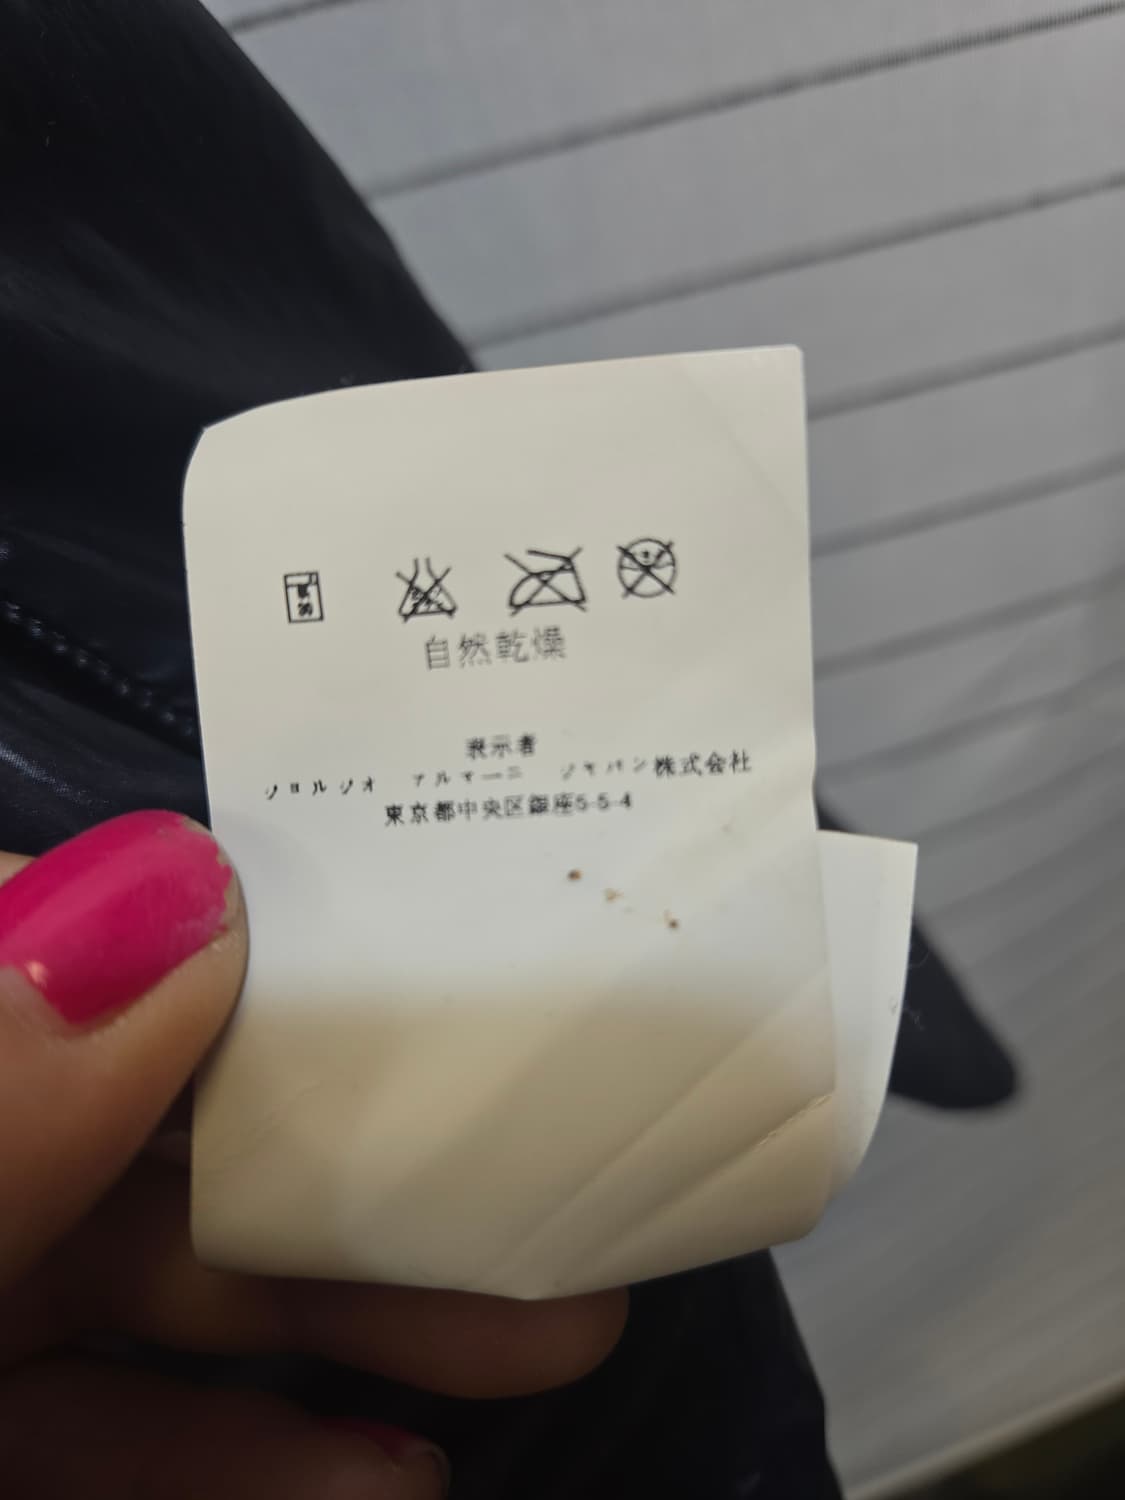 自然乾燥
表示者
ジョルジオ アルマーニ ジャパン株式会社
東京都中央区銀座5-5-4